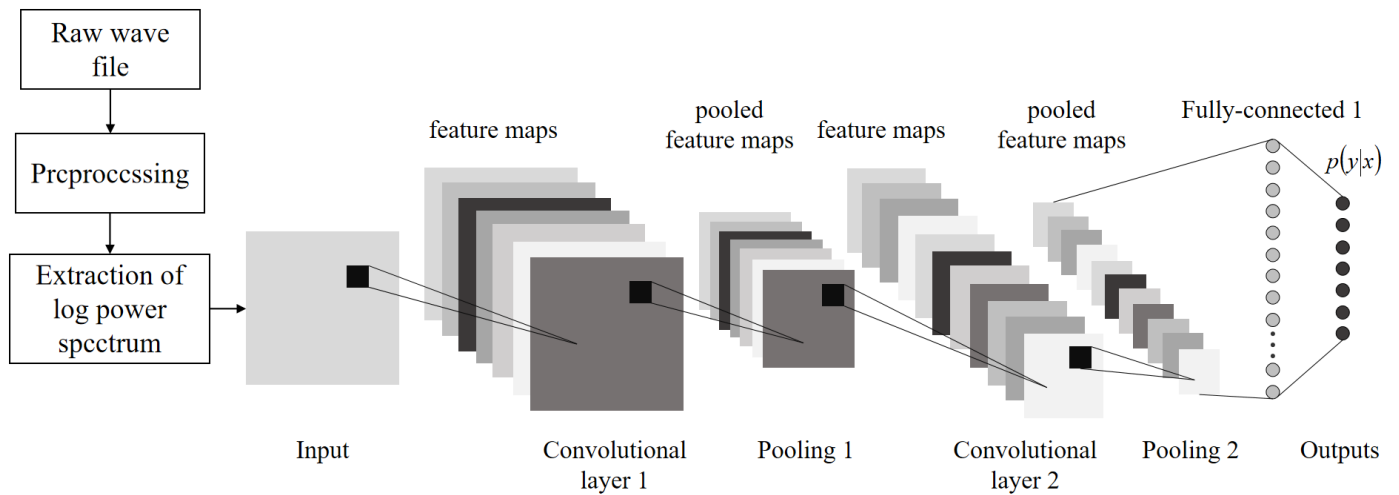 Raw wave
file
Prcproccssing
Extraction of
log power
spcctrum
feature maps
pooled
feature maps
feature maps
pooled
feature maps
Fully-connected 1
p(y|x)
Input
Convolutional
layer 1
Pooling 1
Convolutional
layer 2
Pooling 2
Outputs